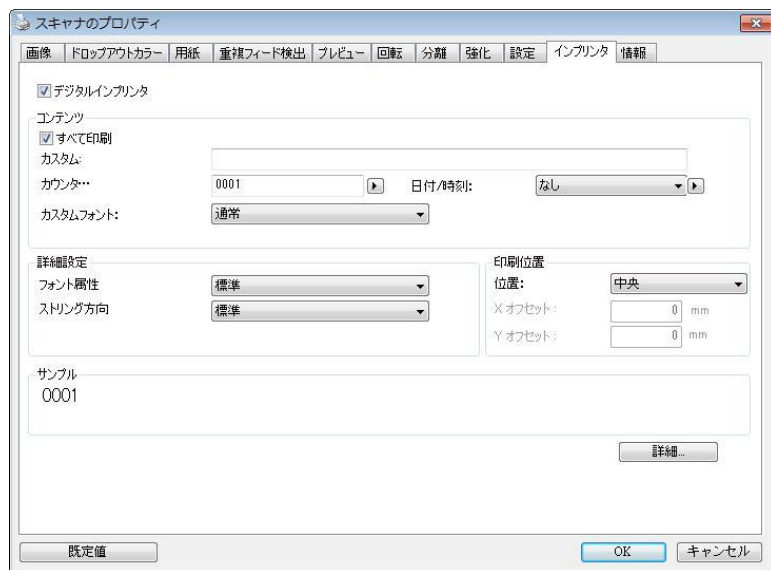 スキャナのプロパティ
画像 ドロップアウトカラー 用紙 重複フィード検出 プレビュー 回転 分離 強化 設定 インプリンタ 情報
デジタルインプリンタ
コンテンツ
すべて印刷
カスタム:
カウンタ… 0001 日付/時刻: なし
カスタムフォント: 通常
詳細設定 印刷位置
フォント属性 標準 位置: 中央
ストリング方向 標準 X オフセット: 0 mm
Y オフセット: 0 mm
サンプル
0001
詳細...
既定値 OK キャンセル